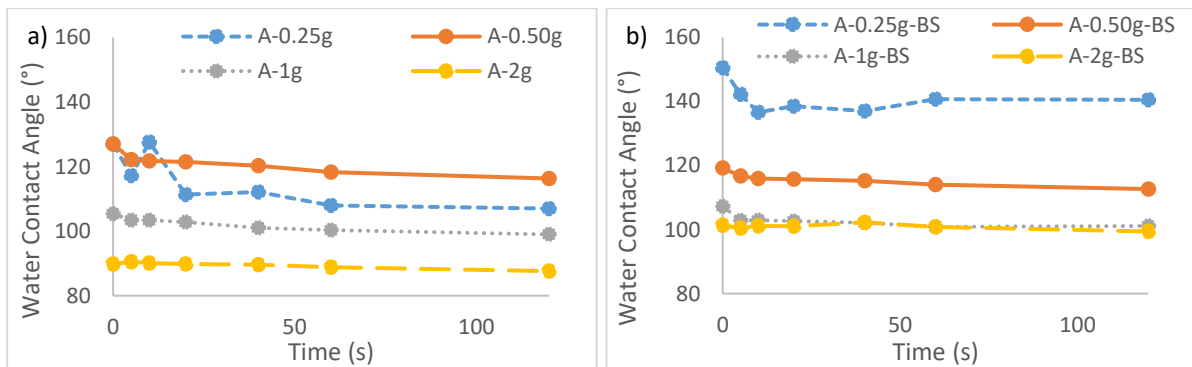 a)
A-0.25g
A-0.50g
A-1g
A-2g
Water Contact Angle (°)
160
140
120
100
80
0
50
100
Time (s)
b)
A-0.25g-BS
A-0.50g-BS
A-1g-BS
A-2g-BS
Water Contact Angle (°)
160
140
120
100
80
0
50
100
Time (s)